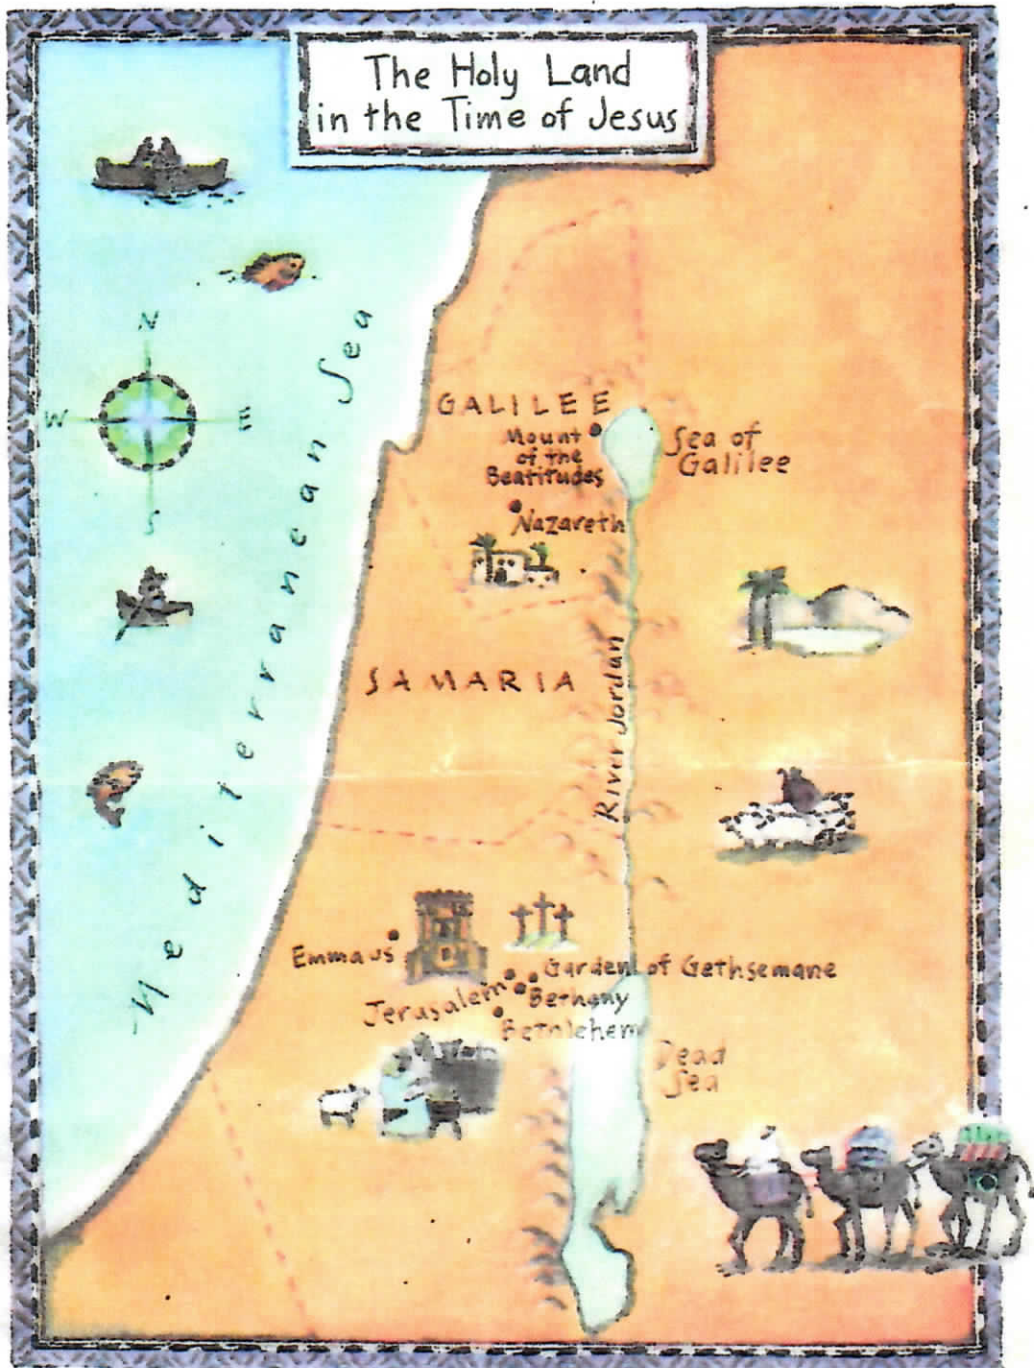 The Holy Land
in the Time of Jesus
N
W
E
S
Mediterranean Sea
GALILEE
Mount
of the
Beatitudes
Sea of
Galilee
Nazareth
SAMARIA
River Jordan
Emmaus
Garden of Gethsemane
Jerusalem
Bethany
Bethlehem
Dead
Sea